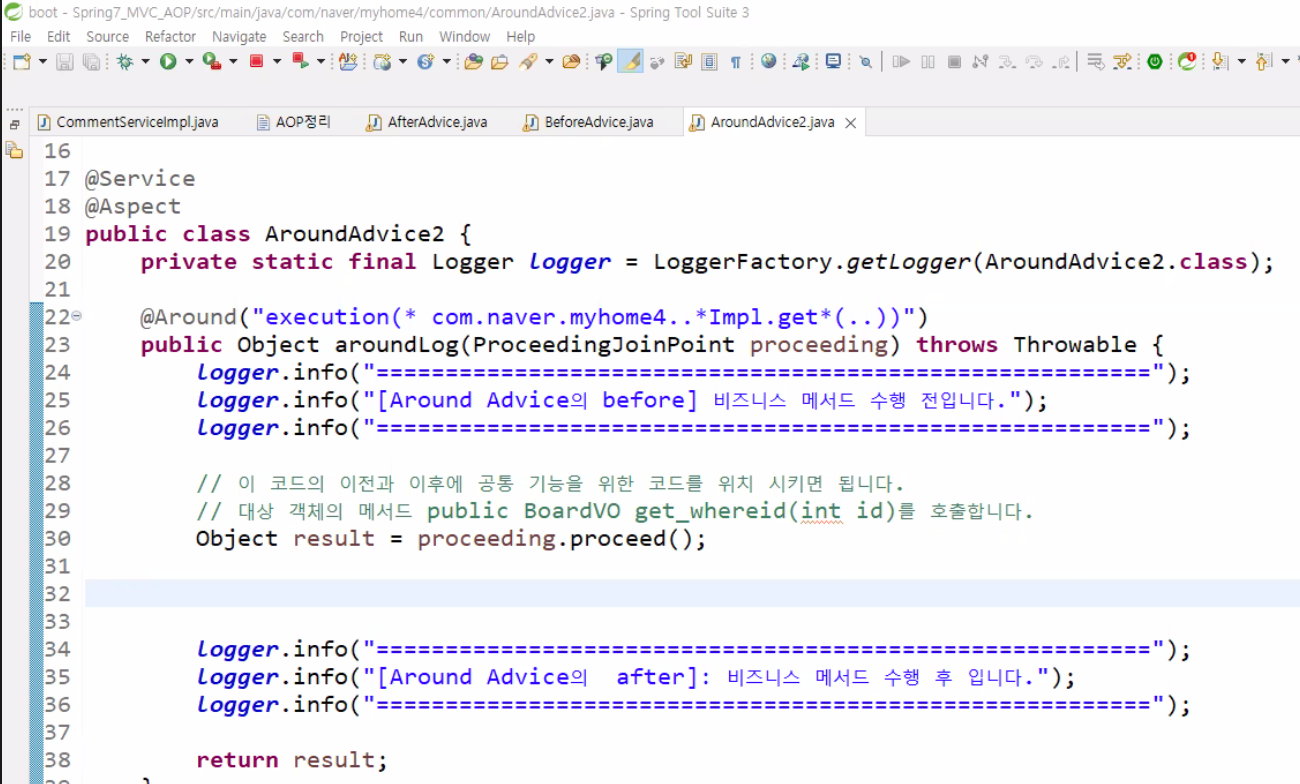 boot - Spring7_MVC_AOP/src/main/java/com/naver/myhome4/common/AroundAdvice2.java - Spring Tool Suite 3
File Edit Source Refactor Navigate Search Project Run Window Help
CommentServiceImpl.java AOP정리 AfterAdvice.java BeforeAdvice.java AroundAdvice2.java
16
17 @Service
18 @Aspect
19 public class AroundAdvice2 {
20 private static final Logger logger = LoggerFactory.getLogger(AroundAdvice2.class);
21
22 @Around("execution(* com.naver.myhome4..*Impl.get*(..))")
23 public Object aroundLog(ProceedingJoinPoint proceeding) throws Throwable {
24 logger.info("========================================================");
25 logger.info("[Around Advice의 before] 비즈니스 메서드 수행 전입니다.");
26 logger.info("========================================================");
27
28 // 이 코드의 이전과 이후에 공통 기능을 위한 코드를 위치 시키면 됩니다.
29 // 대상 객체의 메서드 public BoardVO get_whereid(int id)를 호출합니다.
30 Object result = proceeding.proceed();
31
32
33
34 logger.info("========================================================");
35 logger.info("[Around Advice의  after]: 비즈니스 메서드 수행 후 입니다.");
36 logger.info("========================================================");
37
38 return result;